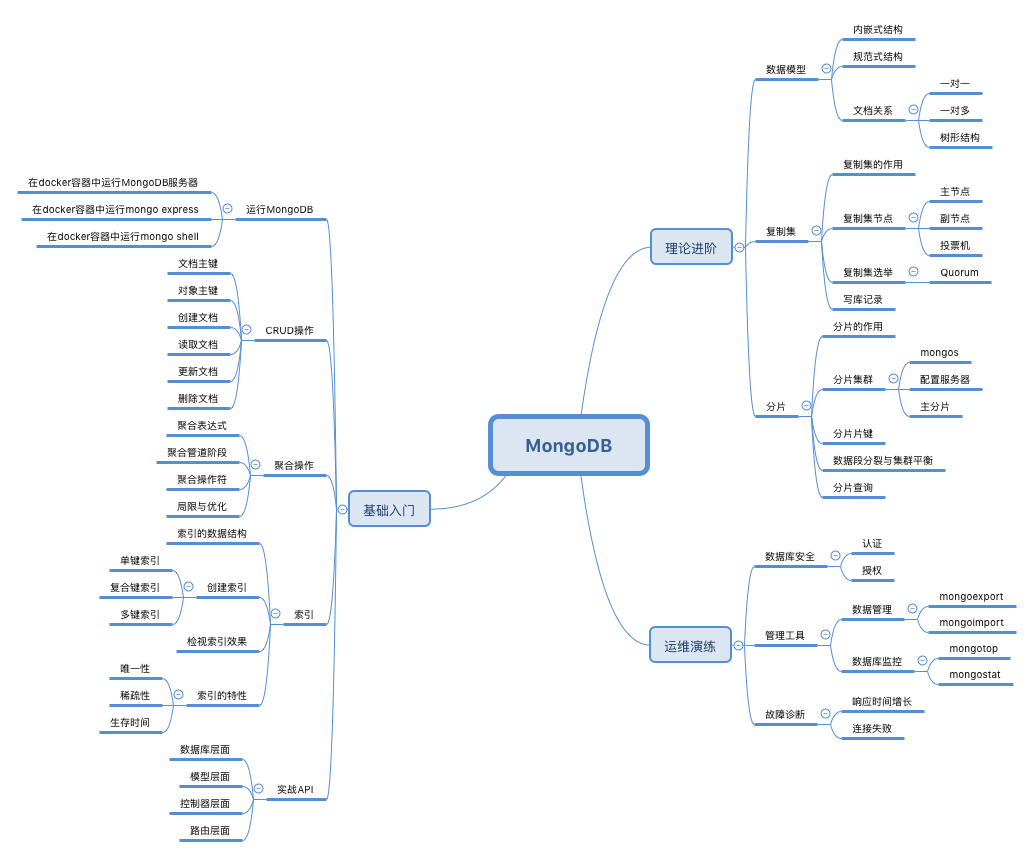 MongoDB
理论进阶
数据模型
内嵌式结构
规范式结构
文档关系
一对一
一对多
树形结构
复制集
复制集的作用
复制集节点
主节点
副节点
投票机
复制集选举
Quorum
写库记录
分片
分片的作用
分片集群
mongos
配置服务器
主分片
分片片键
数据段分裂与集群平衡
分片查询
运维演练
数据库安全
认证
授权
管理工具
数据管理
mongoexport
mongoimport
数据库监控
mongotop
mongostat
故障诊断
响应时间增长
连接失败
基础入门
运行MongoDB
在docker容器中运行MongoDB服务器
在docker容器中运行mongo express
在docker容器中运行mongo shell
CRUD操作
文档主键
对象主键
创建文档
读取文档
更新文档
删除文档
聚合操作
聚合表达式
聚合管道阶段
聚合操作符
局限与优化
索引
索引的数据结构
创建索引
单键索引
复合键索引
多键索引
检视索引效果
索引的特性
唯一性
稀疏性
生存时间
实战API
数据库层面
模型层面
控制器层面
路由层面